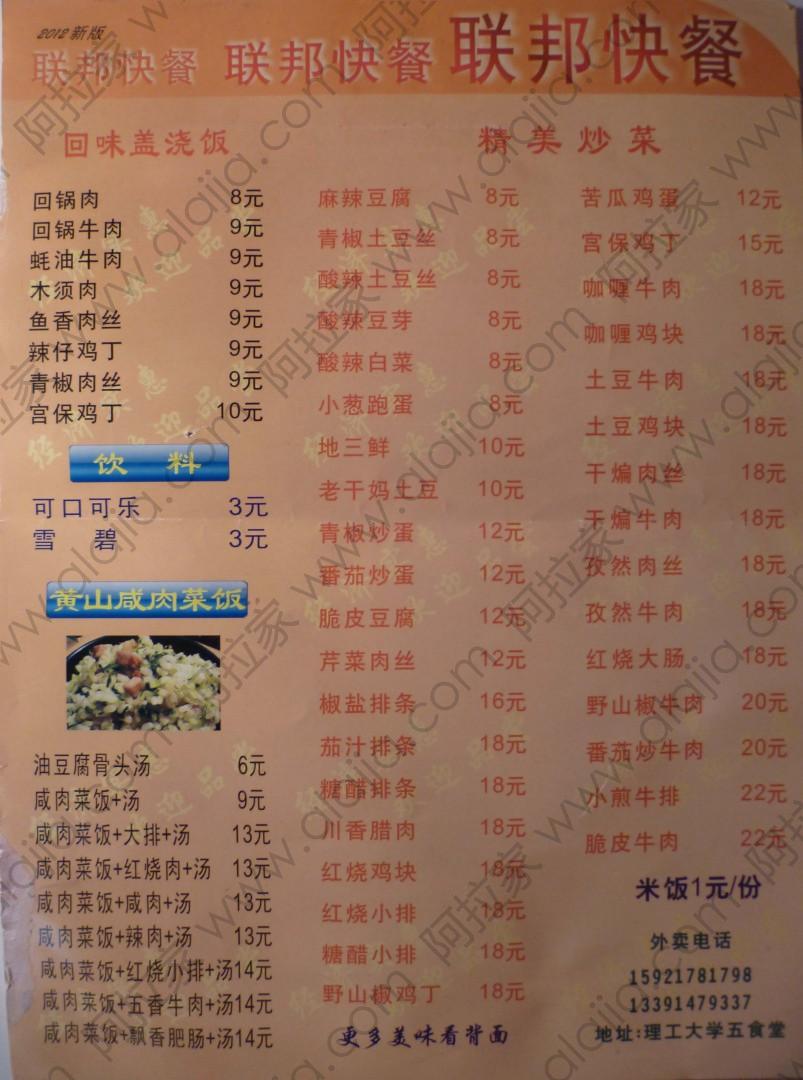 2012 新版
联邦快餐 联邦快餐 联邦快餐
回味盖浇饭
回锅肉 8元
回锅牛肉 9元
蚝油牛肉 9元
木须肉 9元
鱼香肉丝 9元
辣仔鸡丁 9元
青椒肉丝 9元
宫保鸡丁 10元
饮 料
可口可乐 3元
雪 碧 3元
黄山咸肉菜饭
油豆腐骨头汤 6元
咸肉菜饭+汤 9元
咸肉菜饭+大排+汤 13元
咸肉菜饭+红烧肉+汤 13元
咸肉菜饭+咸肉+汤 13元
咸肉菜饭+辣肉+汤 13元
咸肉菜饭+红烧小排+汤14元
咸肉菜饭+五香牛肉+汤14元
咸肉菜饭+飘香肥肠+汤14元
精美炒菜
麻辣豆腐 8元
青椒土豆丝 8元
酸辣土豆丝 8元
酸辣豆芽 8元
酸辣白菜 8元
小葱跑蛋 8元
地三鲜 10元
老干妈土豆 10元
青椒炒蛋 12元
番茄炒蛋 12元
脆皮豆腐 12元
芹菜肉丝 12元
椒盐排条 16元
茄汁排条 18元
糖醋排条 18元
川香腊肉 18元
红烧鸡块 18元
红烧小排 18元
糖醋小排 18元
野山椒鸡丁 18元
苦瓜鸡蛋 12元
宫保鸡丁 15元
咖喱牛肉 18元
咖喱鸡块 18元
土豆牛肉 18元
土豆鸡块 18元
干煸肉丝 18元
干煸牛肉 18元
孜然肉丝 18元
孜然牛肉 18元
红烧大肠 18元
野山椒牛肉 20元
番茄炒牛肉 20元
小煎牛排 22元
脆皮牛肉 22元
米饭1元/份
外卖电话
15921781798
13391479337
地址:理工大学五食堂
更多美味看背面
阿拉家 www.alajia.com